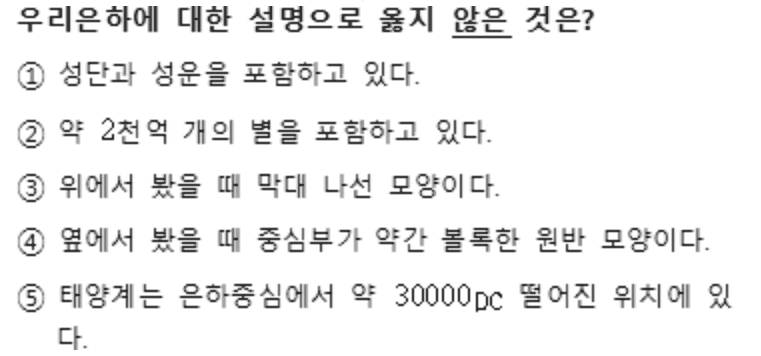 우리은하에 대한 설명으로 옳지 않은 것은?
① 성단과 성운을 포함하고 있다.
② 약 2천억 개의 별을 포함하고 있다.
③ 위에서 봤을 때 막대 나선 모양이다.
④ 옆에서 봤을 때 중심부가 약간 볼록한 원반 모양이다.
⑤ 태양계는 은하중심에서 약 30000pc 떨어진 위치에 있
다.